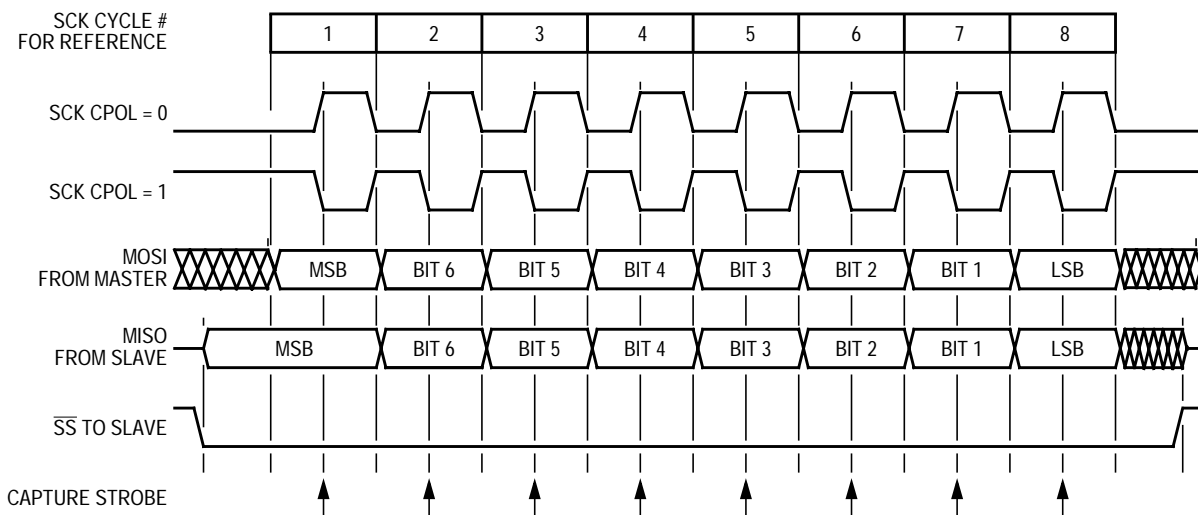 SCK CYCLE #
FOR REFERENCE
1 2 3 4 5 6 7 8
SCK CPOL = 0
SCK CPOL = 1
MOSI
FROM MASTER
MSB BIT 6 BIT 5 BIT 4 BIT 3 BIT 2 BIT 1 LSB
MISO
FROM SLAVE
MSB BIT 6 BIT 5 BIT 4 BIT 3 BIT 2 BIT 1 LSB
S̅S̅ TO SLAVE
CAPTURE STROBE